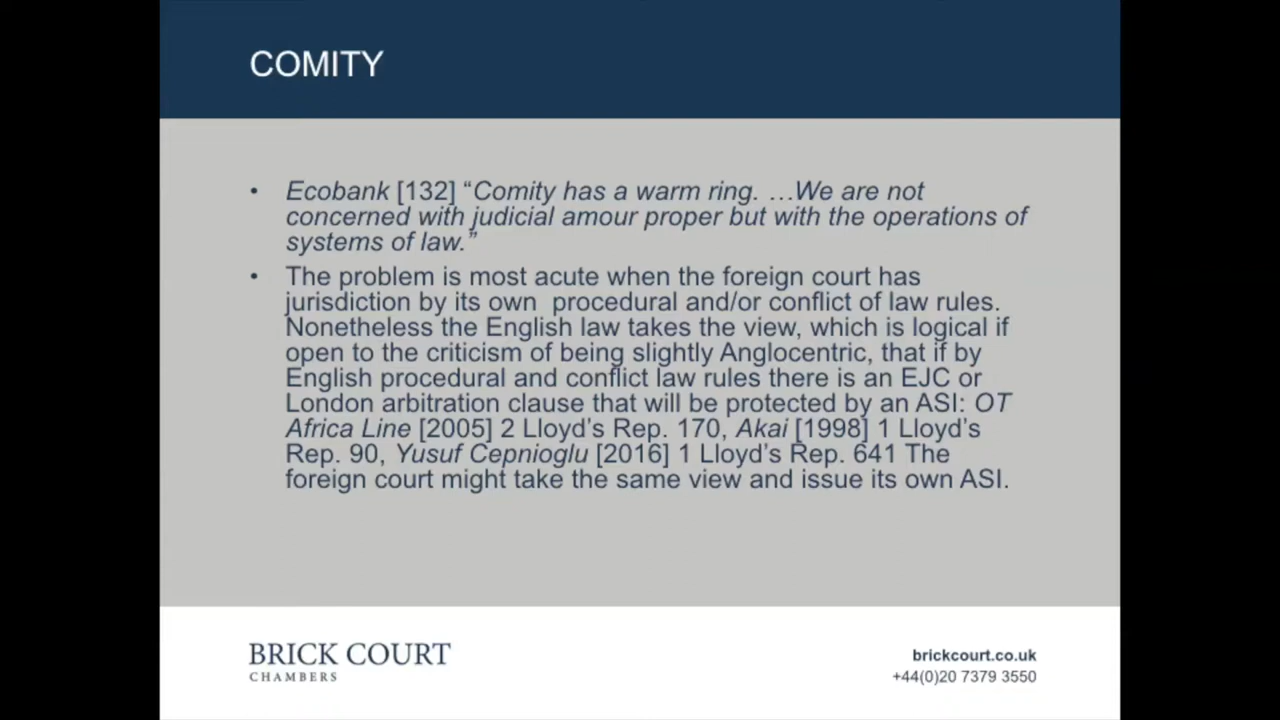 COMITY
• Ecobank [132] “Comity has a warm ring. …We are not
concerned with judicial amour proper but with the operations of
systems of law.”
• The problem is most acute when the foreign court has
jurisdiction by its own procedural and/or conflict of law rules.
Nonetheless the English law takes the view, which is logical if
open to the criticism of being slightly Anglocentric, that if by
English procedural and conflict law rules there is an EJC or
London arbitration clause that will be protected by an ASI: OT
Africa Line [2005] 2 Lloyd’s Rep. 170, Akai [1998] 1 Lloyd’s
Rep. 90, Yusuf Cepnioglu [2016] 1 Lloyd’s Rep. 641 The
foreign court might take the same view and issue its own ASI.
BRICK COURT
CHAMBERS
brickcourt.co.uk
+44(0)20 7379 3550